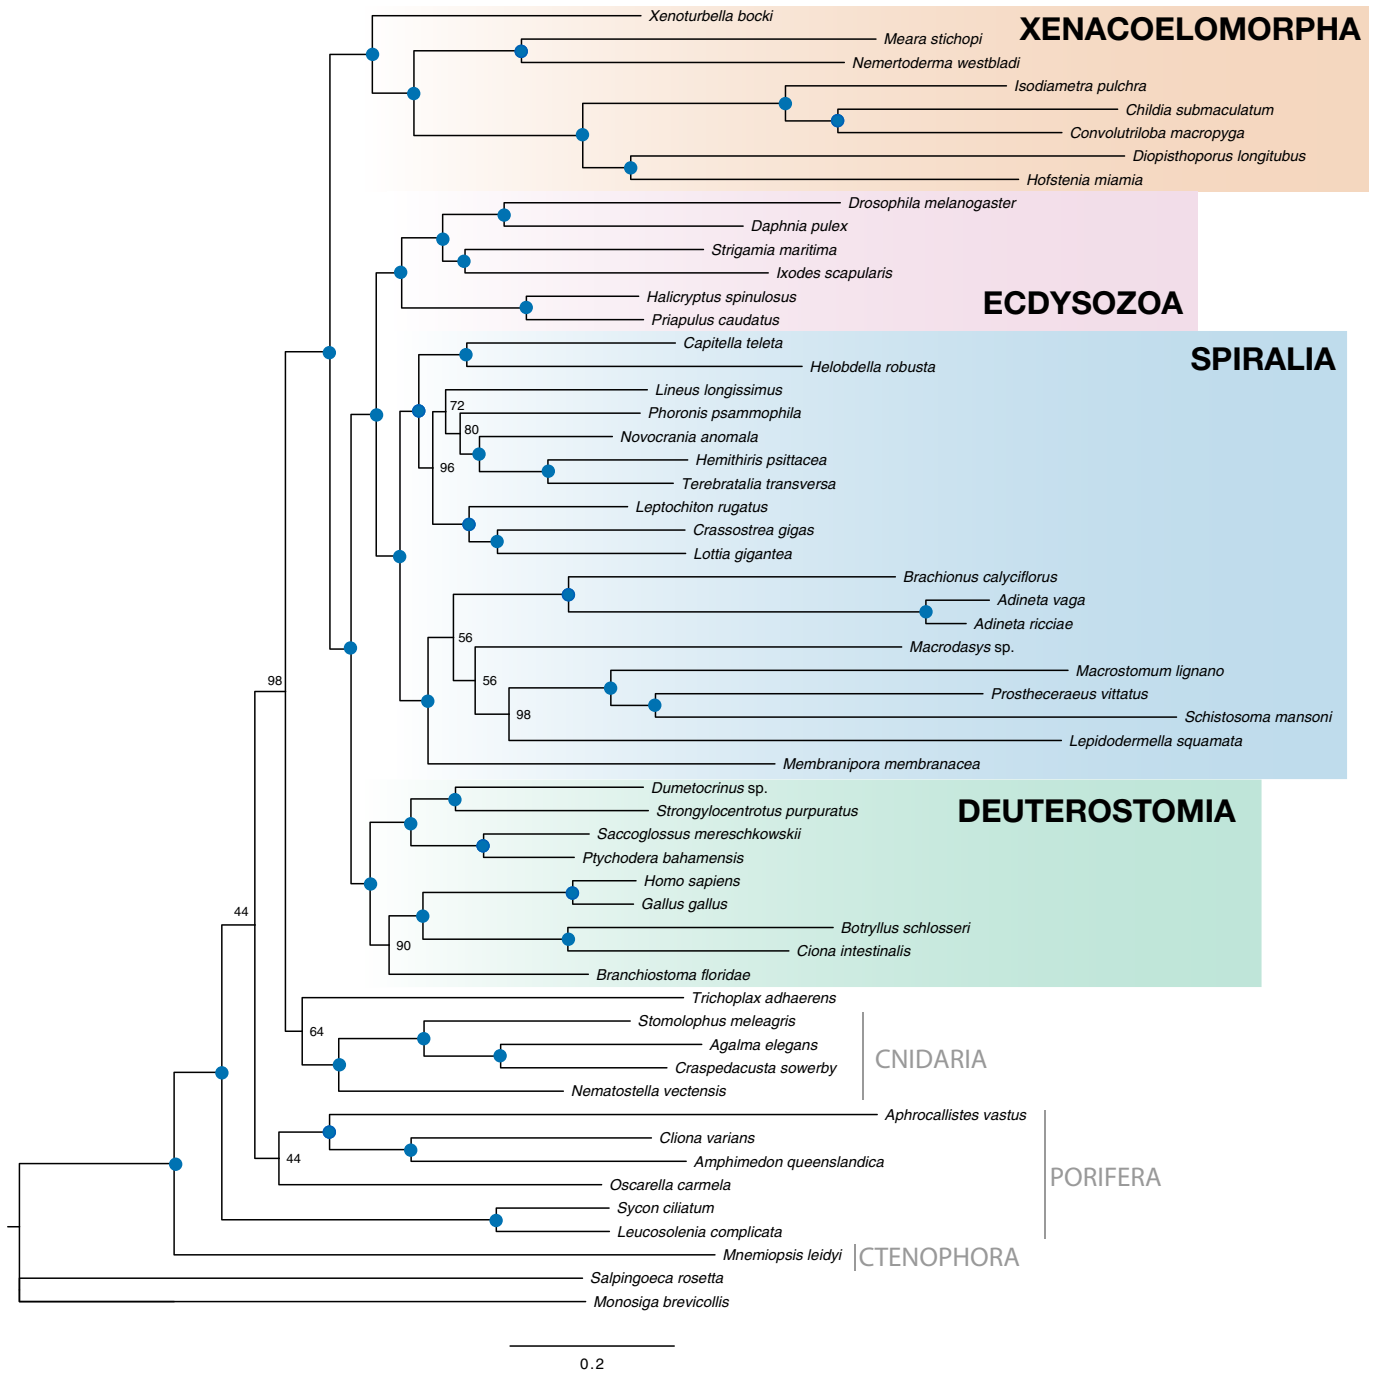 Xenoturbella bocki
XENACOELOMORPHA
Meara stichopi
Nemertoderma westbladi
Isodiametra pulchra
Childia submaculatum
Convolutriloba macropyga
Diopisthoporus longitubus
Hofstenia miamia
Drosophila melanogaster
Daphnia pulex
Strigamia maritima
Ixodes scapularis
Halicryptus spinulosus
ECDYSOZOA
Priapulus caudatus
Capitella teleta
SPIRALIA
Helobdella robusta
Lineus longissimus
72
Phoronis psammophila
80
Novocrania anomala
Hemithiris psittacea
96
Terebratalia transversa
Leptochiton rugatus
Crassostrea gigas
Lottia gigantea
Brachionus calyciflorus
Adineta vaga
Adineta ricciae
56
Macrodasys sp.
Macrostomum lignano
56
98
Prostheceraeus vittatus
98
Schistosoma mansoni
Lepidodermella squamata
Membranipora membranacea
Dumetocrinus sp.
Strongylocentrotus purpuratus
DEUTEROSTOMIA
Saccoglossus mereschkowskii
Ptychodera bahamensis
Homo sapiens
Gallus gallus
44
Botryllus schlosseri
90
Ciona intestinalis
Branchiostoma floridae
Trichoplax adhaerens
Stomolophus meleagris
64
Agalma elegans
CNIDARIA
Craspedacusta sowerby
Nematostella vectensis
Aphrocallistes vastus
Cliona varians
44
Amphimedon queenslandica
PORIFERA
Oscarella carmela
Sycon ciliatum
Leucosolenia complicata
Mnemiopsis leidyi
CTENOPHORA
Salpingoeca rosetta
Monosiga brevicollis
0.2